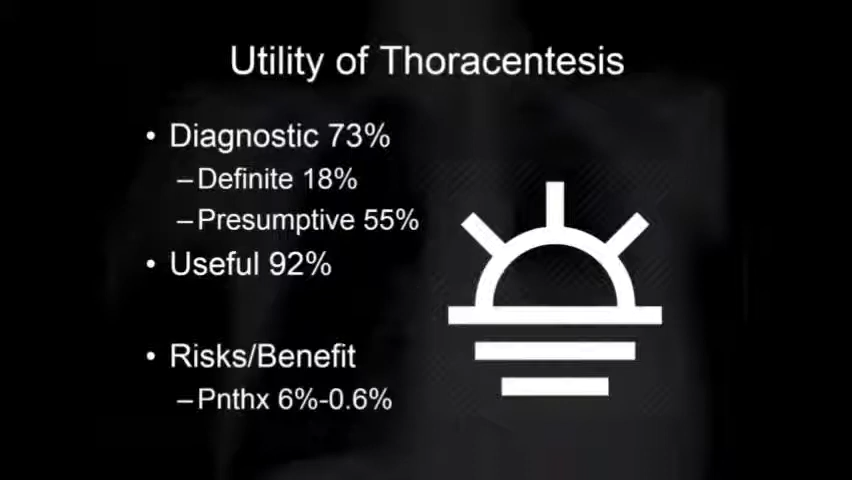 Utility of Thoracentesis
• Diagnostic 73%
–Definite 18%
–Presumptive 55%
• Useful 92%
• Risks/Benefit
–Pnthx 6%-0.6%